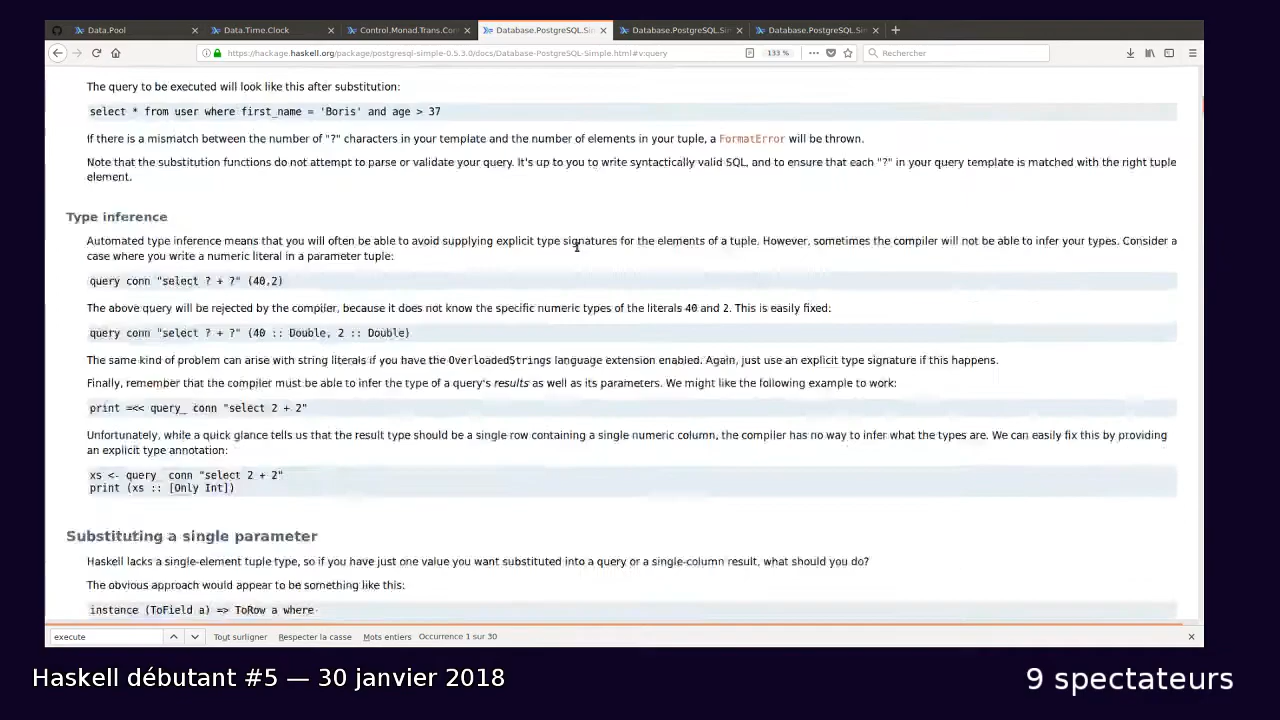 Data.Pool
Data.Time.Clock
Control.Monad.Trans.Con
Database.PostgreSQL.Sim
Database.PostgreSQL.Sim
Database.PostgreSQL.Sim
https://hackage.haskell.org/package/postgresql-simple-0.5.3.0/docs/Database-PostgreSQL-Simple.html#v:query
133 %
Rechercher
The query to be executed will look like this after substitution:
select * from user where first_name = 'Boris' and age > 37
If there is a mismatch between the number of "?" characters in your template and the number of elements in your tuple, a FormatError will be thrown.
Note that the substitution functions do not attempt to parse or validate your query. It's up to you to write syntactically valid SQL, and to ensure that each "?" in your query template is matched with the right tuple
element.
Type inference
Automated type inference means that you will often be able to avoid supplying explicit type signatures for the elements of a tuple. However, sometimes the compiler will not be able to infer your types. Consider a
case where you write a numeric literal in a parameter tuple:
query conn "select ? + ?" (40,2)
The above query will be rejected by the compiler, because it does not know the specific numeric types of the literals 40 and 2. This is easily fixed:
query conn "select ? + ?" (40 :: Double, 2 :: Double)
The same kind of problem can arise with string literals if you have the OverloadedStrings language extension enabled. Again, just use an explicit type signature if this happens.
Finally, remember that the compiler must be able to infer the type of a query's results as well as its parameters. We might like the following example to work:
print =<< query_ conn "select 2 + 2"
Unfortunately, while a quick glance tells us that the result type should be a single row containing a single numeric column, the compiler has no way to infer what the types are. We can easily fix this by providing
an explicit type annotation:
xs <- query_ conn "select 2 + 2"
print (xs :: [Only Int])
Substituting a single parameter
Haskell lacks a single-element tuple type, so if you have just one value you want substituted into a query or a single-column result, what should you do?
The obvious approach would appear to be something like this:
instance (ToField a) => ToRow a where
execute
Tout surligner
Respecter la casse
Mots entiers
Occurrence 1 sur 30
Haskell débutant #5 — 30 janvier 2018
9 spectateurs